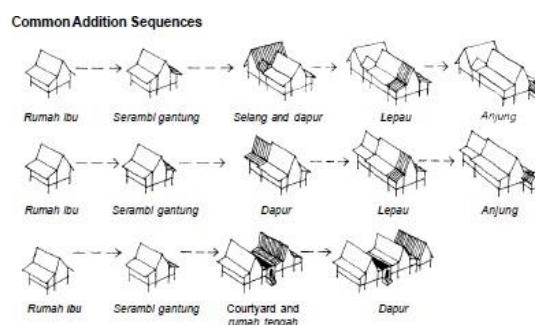 Common Addition Sequences
Rumah ibu Serambi gantung Selang and dapur Lepau Anjung
Rumah ibu Serambi gantung Dapur Lepau Anjung
Rumah ibu Serambi gantung Courtyard and Dapur
rumah tengah